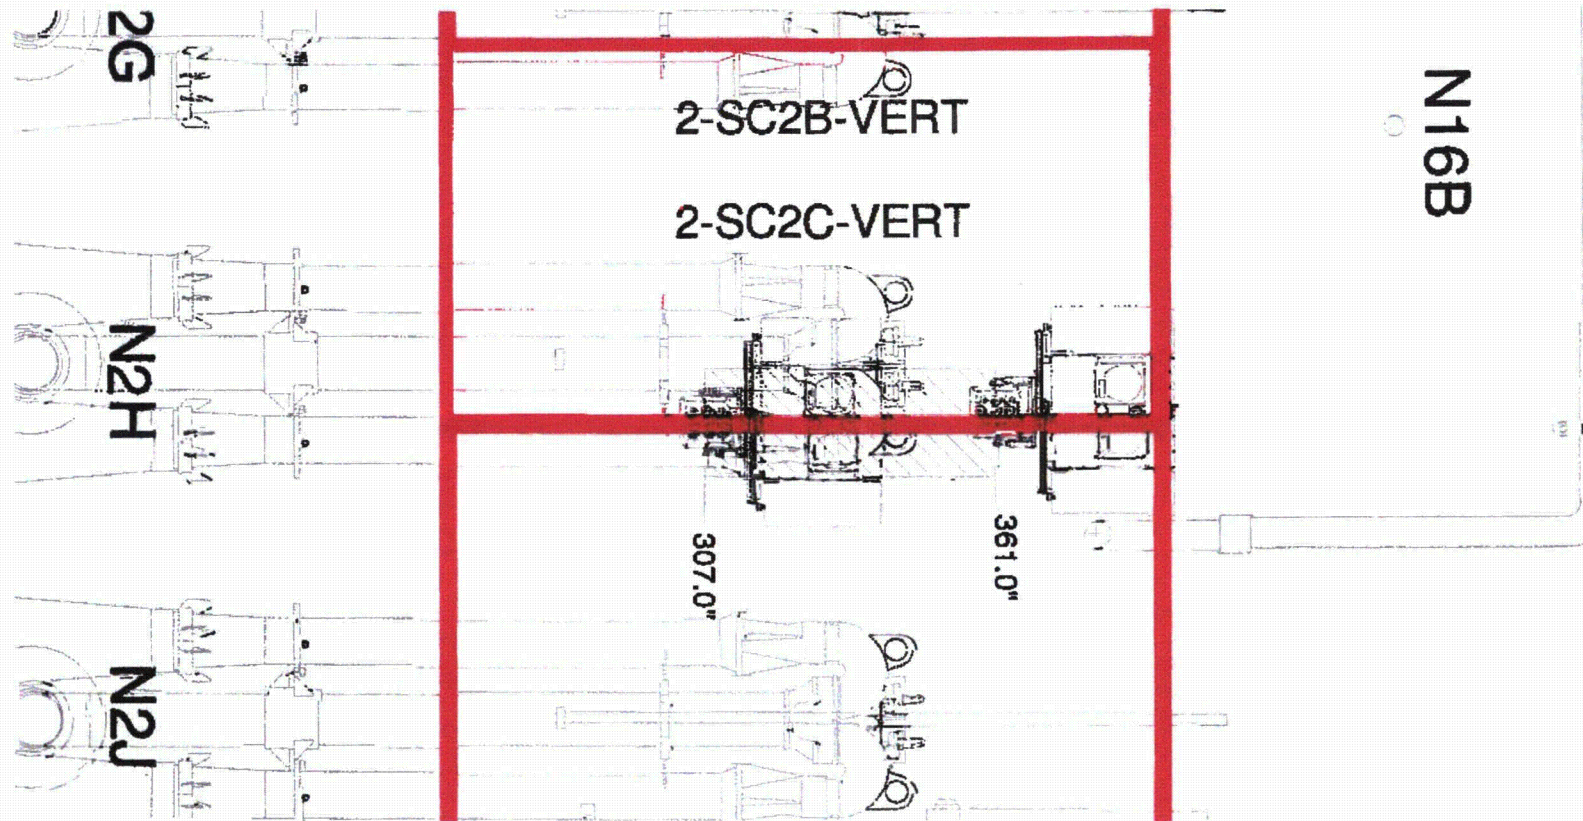 2G
2-SC2B-VERT
N16B
2-SC2C-VERT
N2H
307.0"
361.0"
N2J